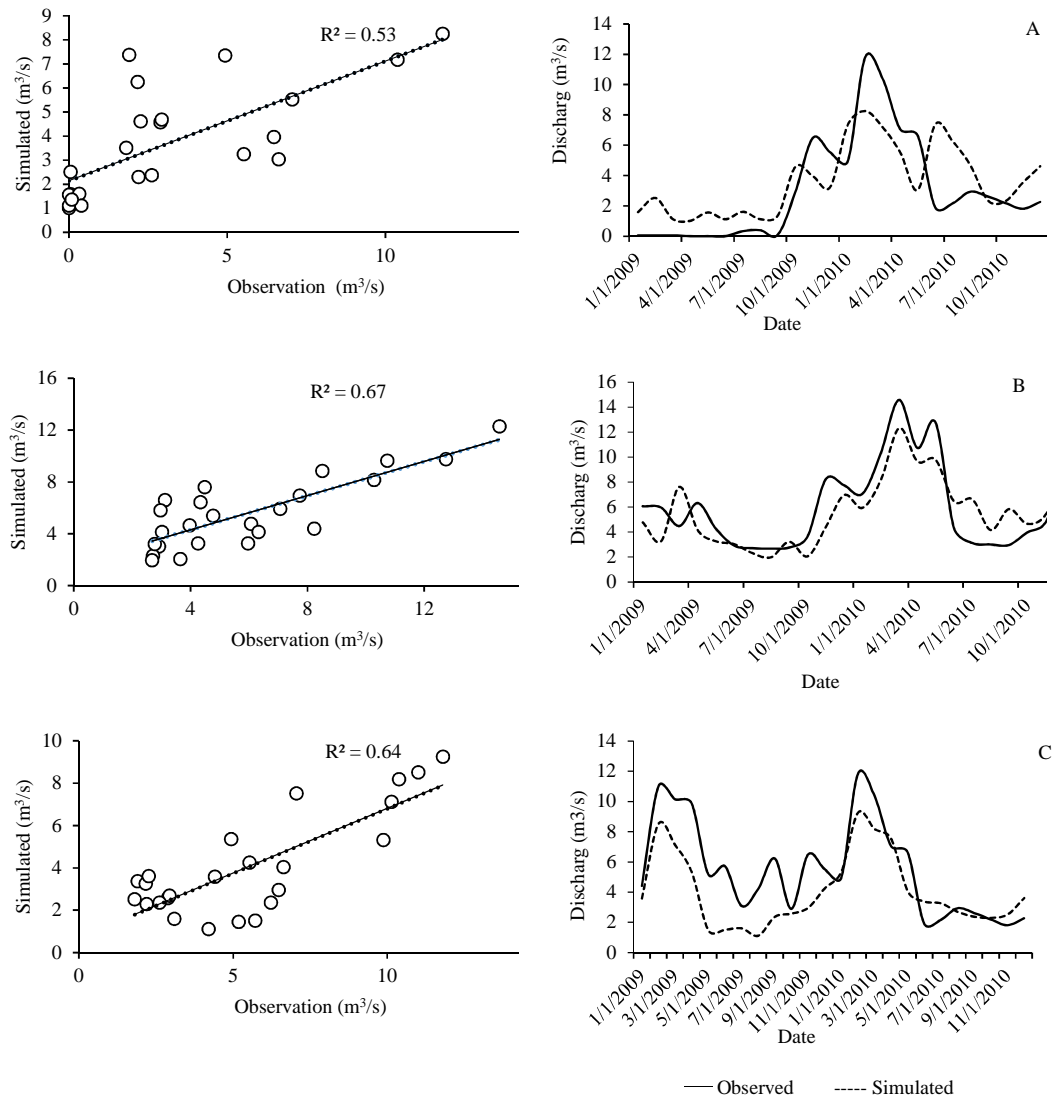 R² = 0.53
9
8
7
6
5
4
3
2
1
0
Simulated (m³/s)
0 5 10
Observation (m³/s)
A
14
12
10
8
6
4
2
0
Discharg (m³/s)
1/1/2009 4/1/2009 7/1/2009 10/1/2009 1/1/2010 4/1/2010 7/1/2010 10/1/2010
Date
R² = 0.67
16
12
8
4
0
Simulated (m³/s)
0 4 8 12
Observation (m³/s)
B
16
14
12
10
8
6
4
2
0
Discharg (m³/s)
1/1/2009 4/1/2009 7/1/2009 10/1/2009 1/1/2010 4/1/2010 7/1/2010 10/1/2010
Date
R² = 0.64
10
8
6
4
2
0
Simulated (m³/s)
0 5 10
Observation (m³/s)
C
14
12
10
8
6
4
2
0
Discharg (m3/s)
1/1/2009 3/1/2009 5/1/2009 7/1/2009 9/1/2009 11/1/2009 1/1/2010 3/1/2010 5/1/2010 7/1/2010 9/1/2010 11/1/2010
Date
Observed Simulated